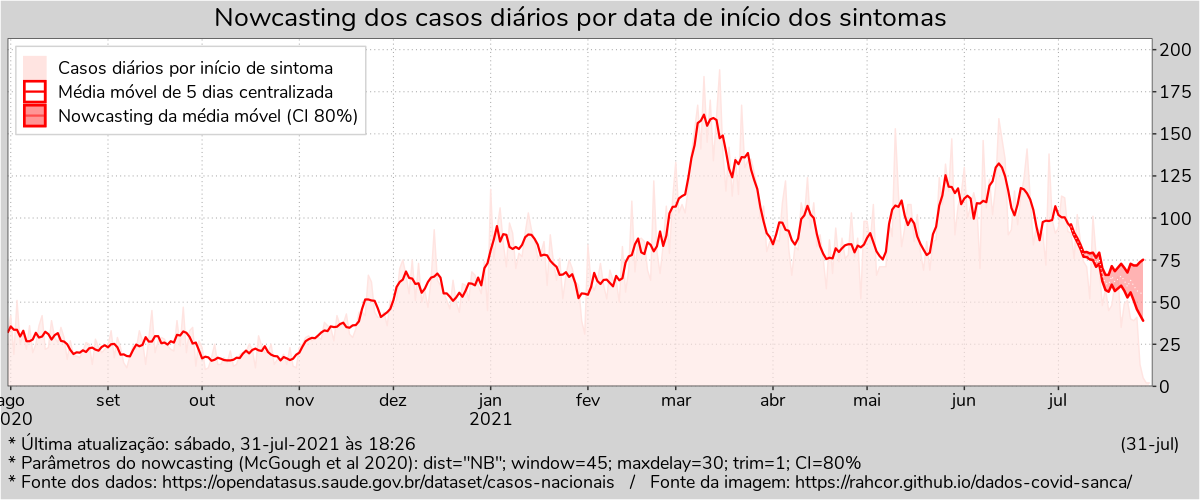 Nowcasting dos casos diários por data de início dos sintomas
Casos diários por início de sintoma
Média móvel de 5 dias centralizada
Nowcasting da média móvel (CI 80%)
200
175
150
125
100
75
50
25
0
ago set out nov dez jan fev mar abr mai jun jul
020 2021
* Última atualização: sábado, 31-jul-2021 às 18:26 (31-jul)
* Parâmetros do nowcasting (McGough et al 2020): dist="NB"; window=45; maxdelay=30; trim=1; CI=80%
* Fonte dos dados: https://opendatasus.saude.gov.br/dataset/casos-nacionais / Fonte da imagem: https://rahcor.github.io/dados-covid-sanca/